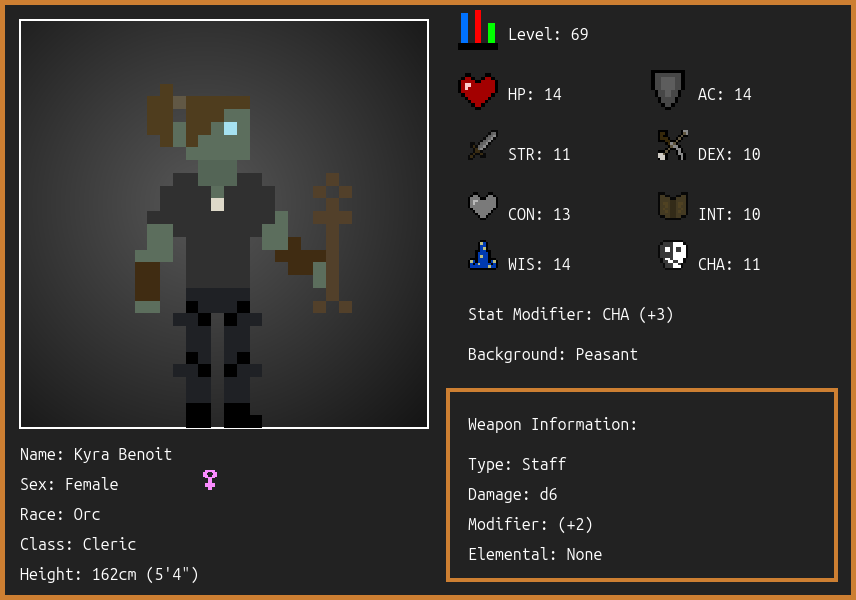 Level: 69
HP: 14
AC: 14
STR: 11
DEX: 10
CON: 13
INT: 10
WIS: 14
CHA: 11
Stat Modifier: CHA (+3)
Background: Peasant
Weapon Information:
Type: Staff
Damage: d6
Modifier: (+2)
Elemental: None
Name: Kyra Benoit
Sex: Female
Race: Orc
Class: Cleric
Height: 162cm (5'4")